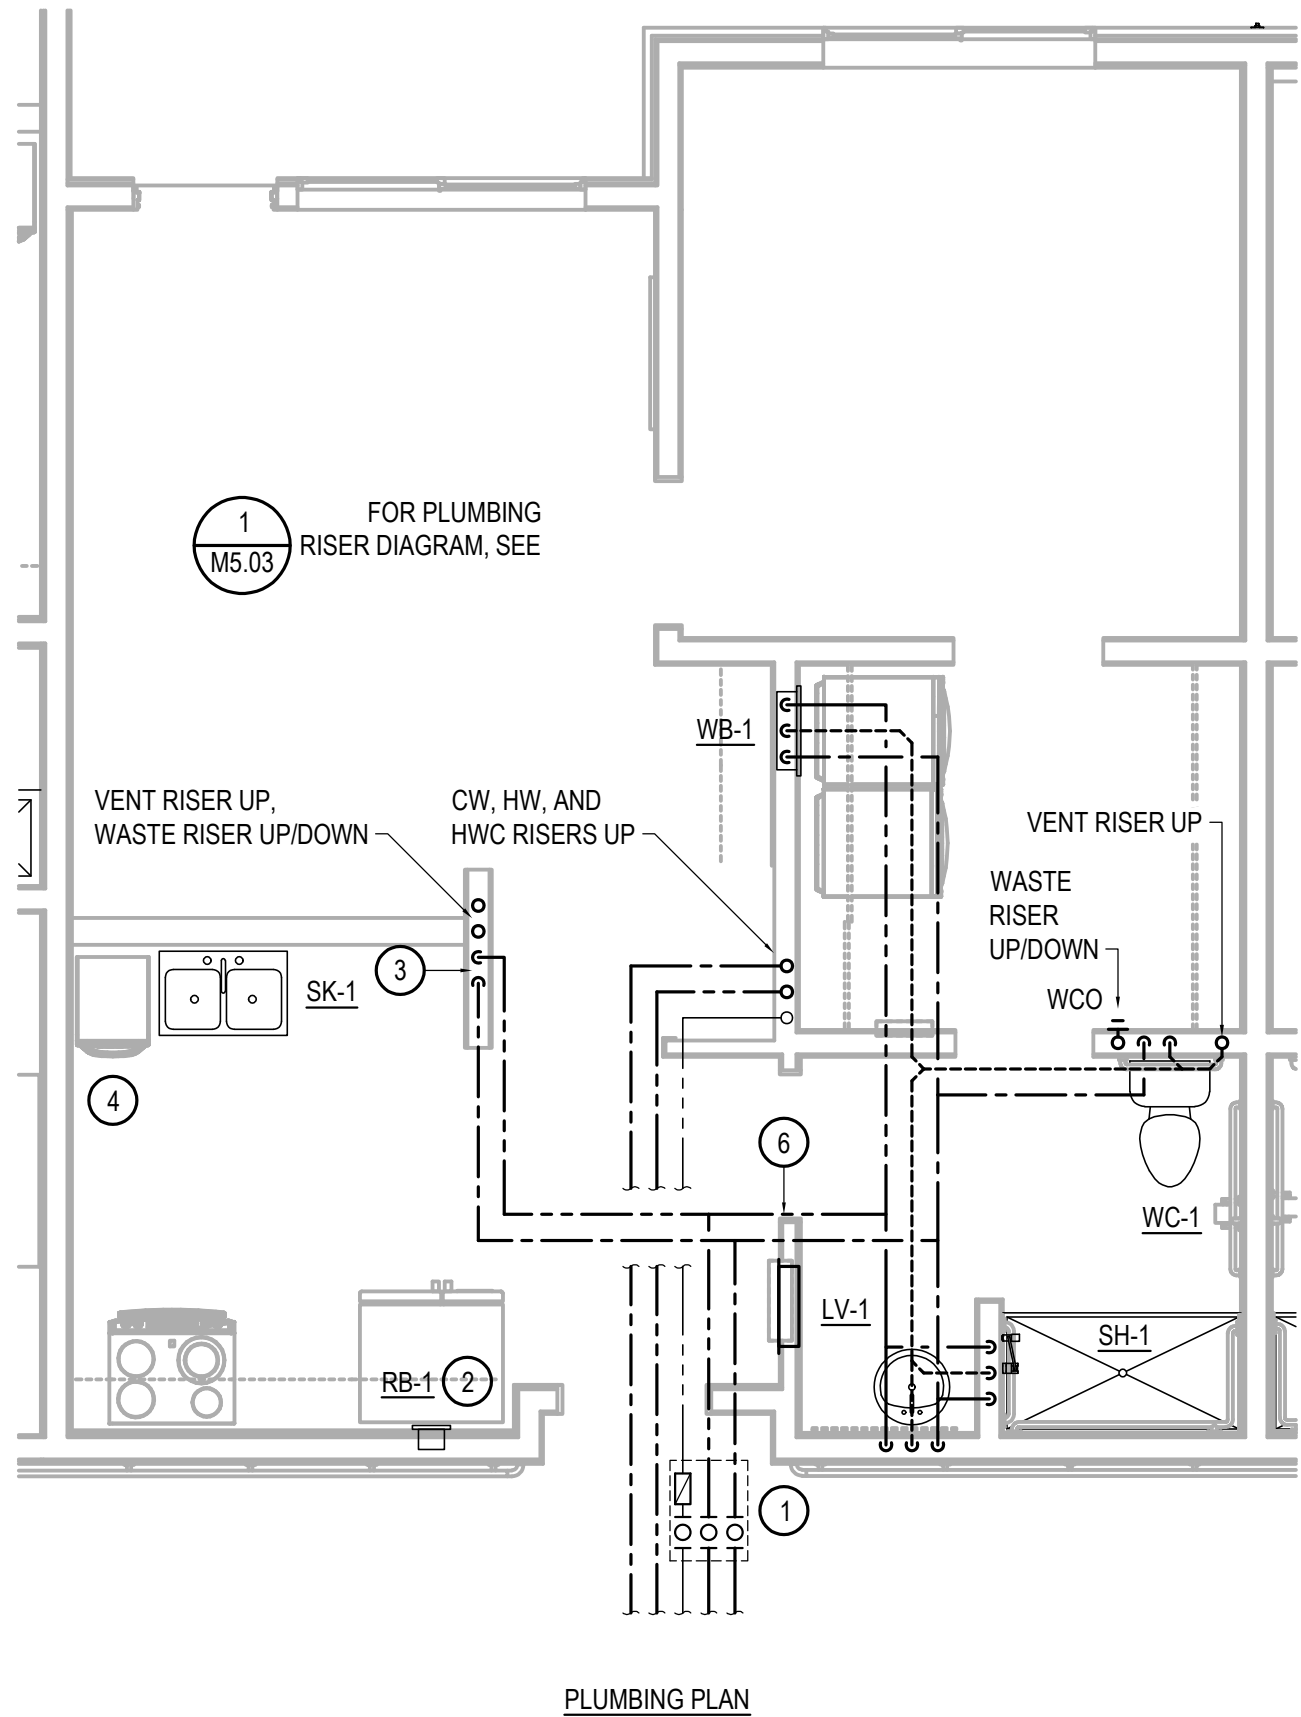 1
M5.03
FOR PLUMBING
RISER DIAGRAM, SEE
WB-1
VENT RISER UP,
WASTE RISER UP/DOWN
CW, HW, AND
HWC RISERS UP
VENT RISER UP
WASTE
RISER
UP/DOWN
WCO
3
SK-1
4
6
WC-1
LV-1
SH-1
RB-1
2
1
PLUMBING PLAN